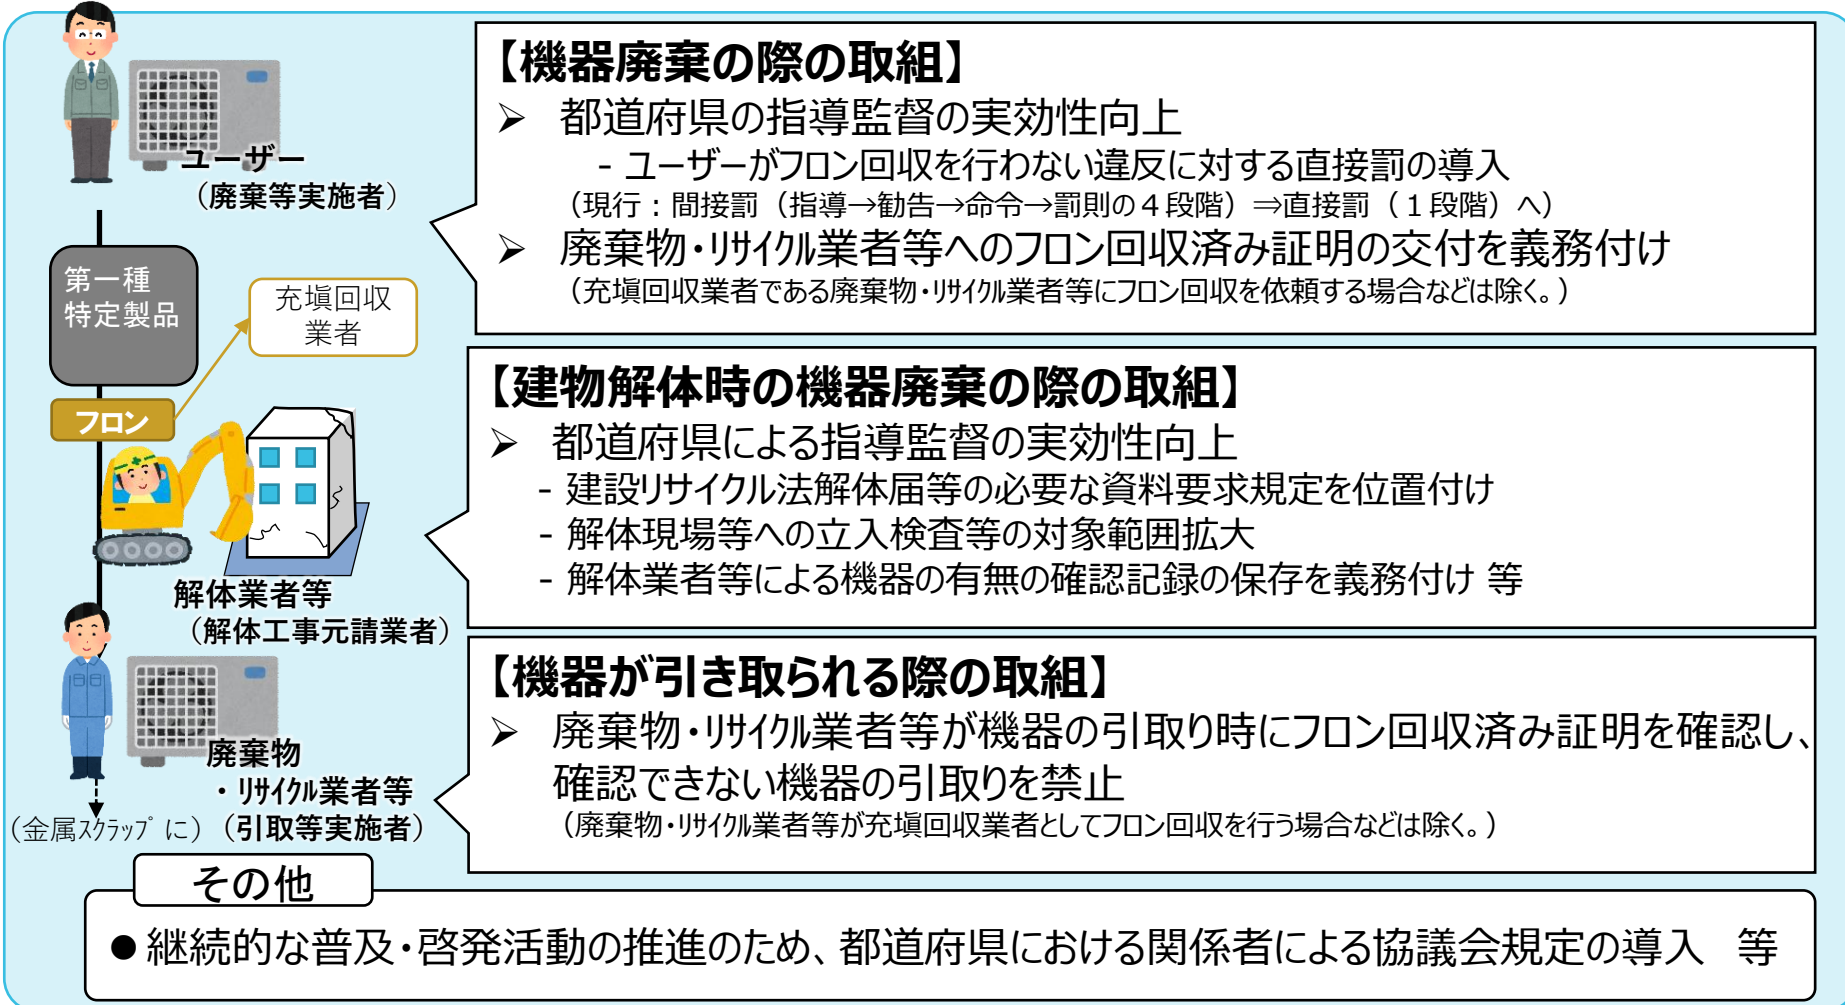 ユーザー
（廃棄等実施者）
第一種
特定製品
充塡回収
業者
フロン
解体業者等
（解体工事元請業者）
廃棄物
・リサイクル業者等
（金属スクラップに）（引取等実施者）
【機器廃棄の際の取組】
➢ 都道府県の指導監督の実効性向上
- ユーザーがフロン回収を行わない違反に対する直接罰の導入
（現行：間接罰（指導→勧告→命令→罰則の４段階）⇒直接罰（１段階）へ）
➢ 廃棄物・リサイクル業者等へのフロン回収済み証明の交付を義務付け
（充塡回収業者である廃棄物・リサイクル業者等にフロン回収を依頼する場合などは除く。）
【建物解体時の機器廃棄の際の取組】
➢ 都道府県による指導監督の実効性向上
- 建設リサイクル法解体届等の必要な資料要求規定を位置付け
- 解体現場等への立入検査等の対象範囲拡大
- 解体業者等による機器の有無の確認記録の保存を義務付け 等
【機器が引き取られる際の取組】
➢ 廃棄物・リサイクル業者等が機器の引取り時にフロン回収済み証明を確認し、
確認できない機器の引取りを禁止
（廃棄物・リサイクル業者等が充塡回収業者としてフロン回収を行う場合などは除く。）
その他
● 継続的な普及・啓発活動の推進のため、都道府県における関係者による協議会規定の導入　等